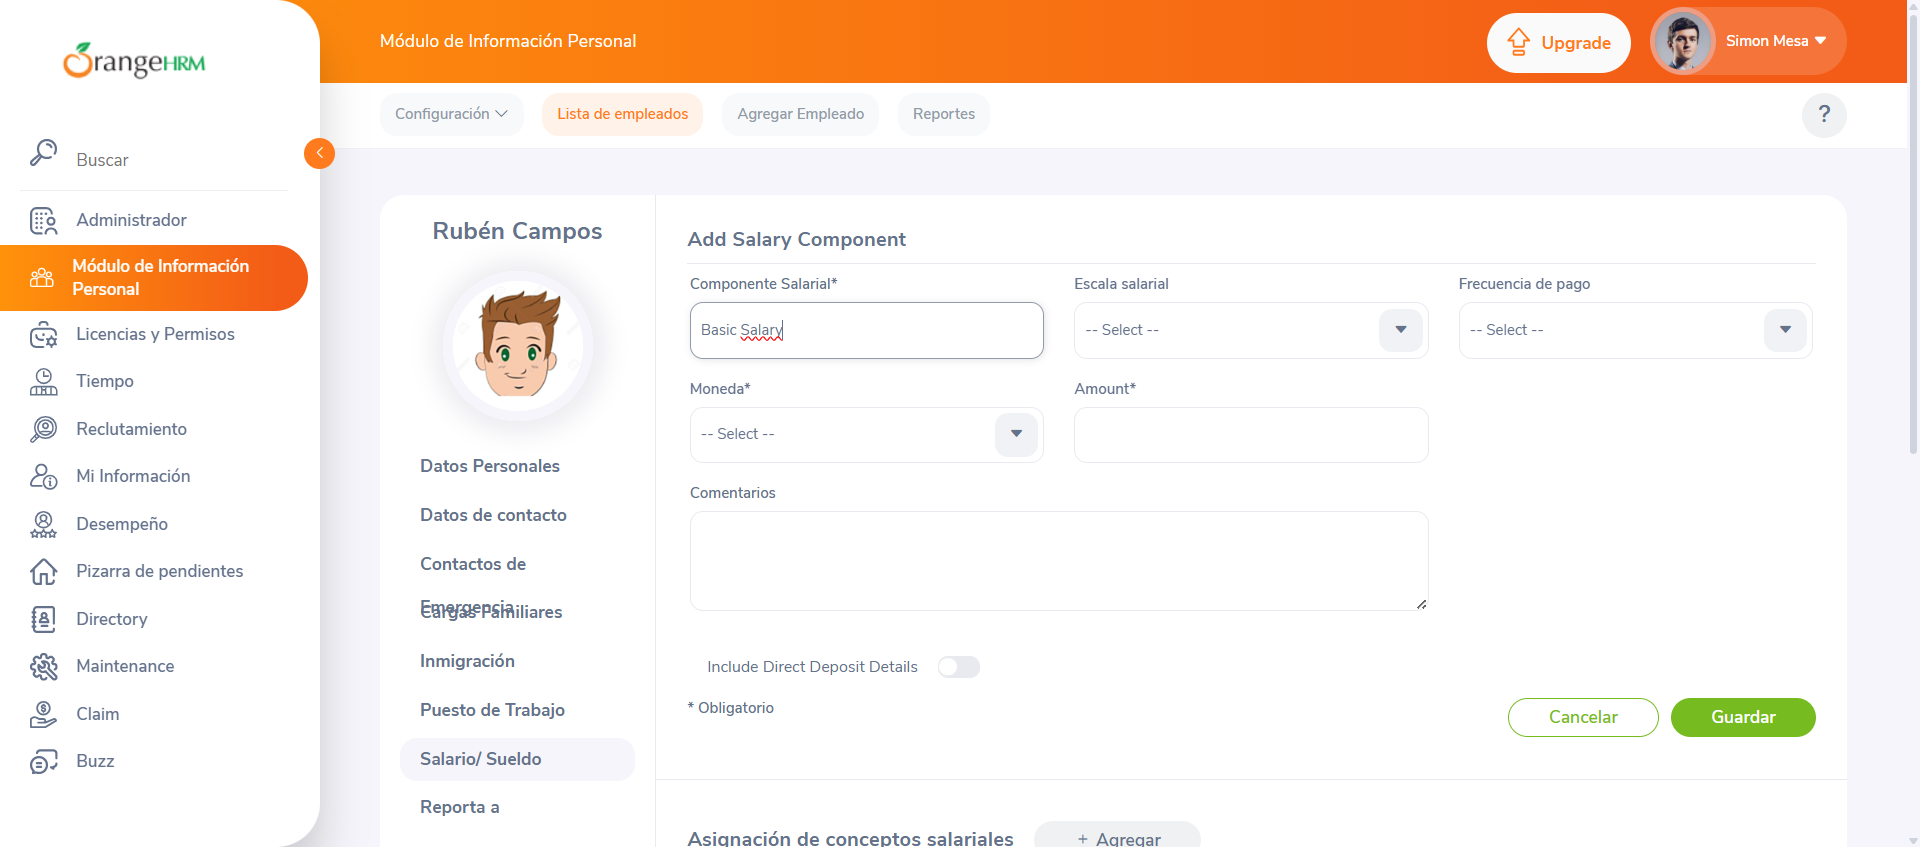 OrangeHRM
Módulo de Información Personal
Upgrade
Simon Mesa
Configuración
Lista de empleados
Agregar Empleado
Reportes
?
Buscar
Administrador
Módulo de Información
Personal
Licencias y Permisos
Tiempo
Reclutamiento
Mi Información
Desempeño
Pizarra de pendientes
Directory
Maintenance
Claim
Buzz
Rubén Campos
Datos Personales
Datos de contacto
Contactos de
Emergencia
Cargas Familiares
Inmigración
Puesto de Trabajo
Salario/ Sueldo
Reporta a
Add Salary Component
Componente Salarial*
Escala salarial
Frecuencia de pago
Basic Salary
-- Select --
-- Select --
Moneda*
Amount*
-- Select --
Comentarios
Include Direct Deposit Details
* Obligatorio
Cancelar
Guardar
Asignación de conceptos salariales
+ Agregar